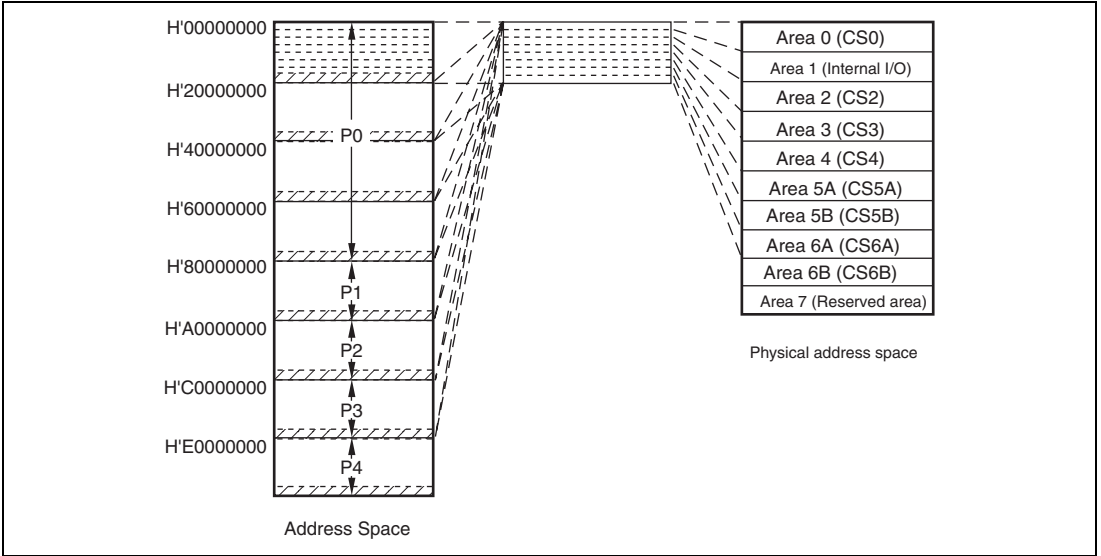 H'00000000
H'20000000
H'40000000
H'60000000
H'80000000
H'A0000000
H'C0000000
H'E0000000
P0
P1
P2
P3
P4
Address Space
Area 0 (CS0)
Area 1 (Internal I/O)
Area 2 (CS2)
Area 3 (CS3)
Area 4 (CS4)
Area 5A (CS5A)
Area 5B (CS5B)
Area 6A (CS6A)
Area 6B (CS6B)
Area 7 (Reserved area)
Physical address space